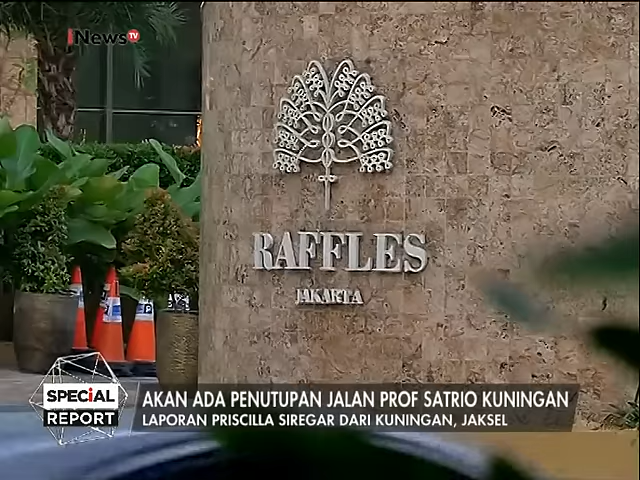 iNews TV
RAFFLES
JAKARTA
SPECiAL
REPORT
AKAN ADA PENUTUPAN JALAN PROF SATRIO KUNINGAN
LAPORAN PRISCILLA SIREGAR DARI KUNINGAN, JAKSEL